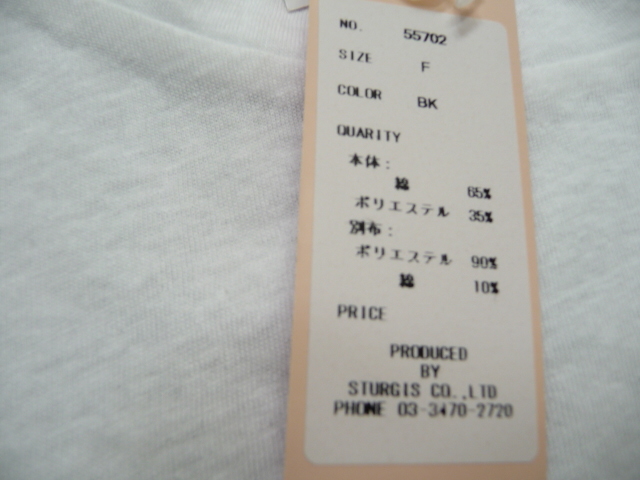 NO. 55702
SIZE F
COLOR BK
QUARITY
本体:
綿 65%
ポリエステル 35%
別布:
ポリエステル 90%
綿 10%
PRICE
PRODUCED
BY
STURGIS CO.,LTD
PHONE 03-3470-2720